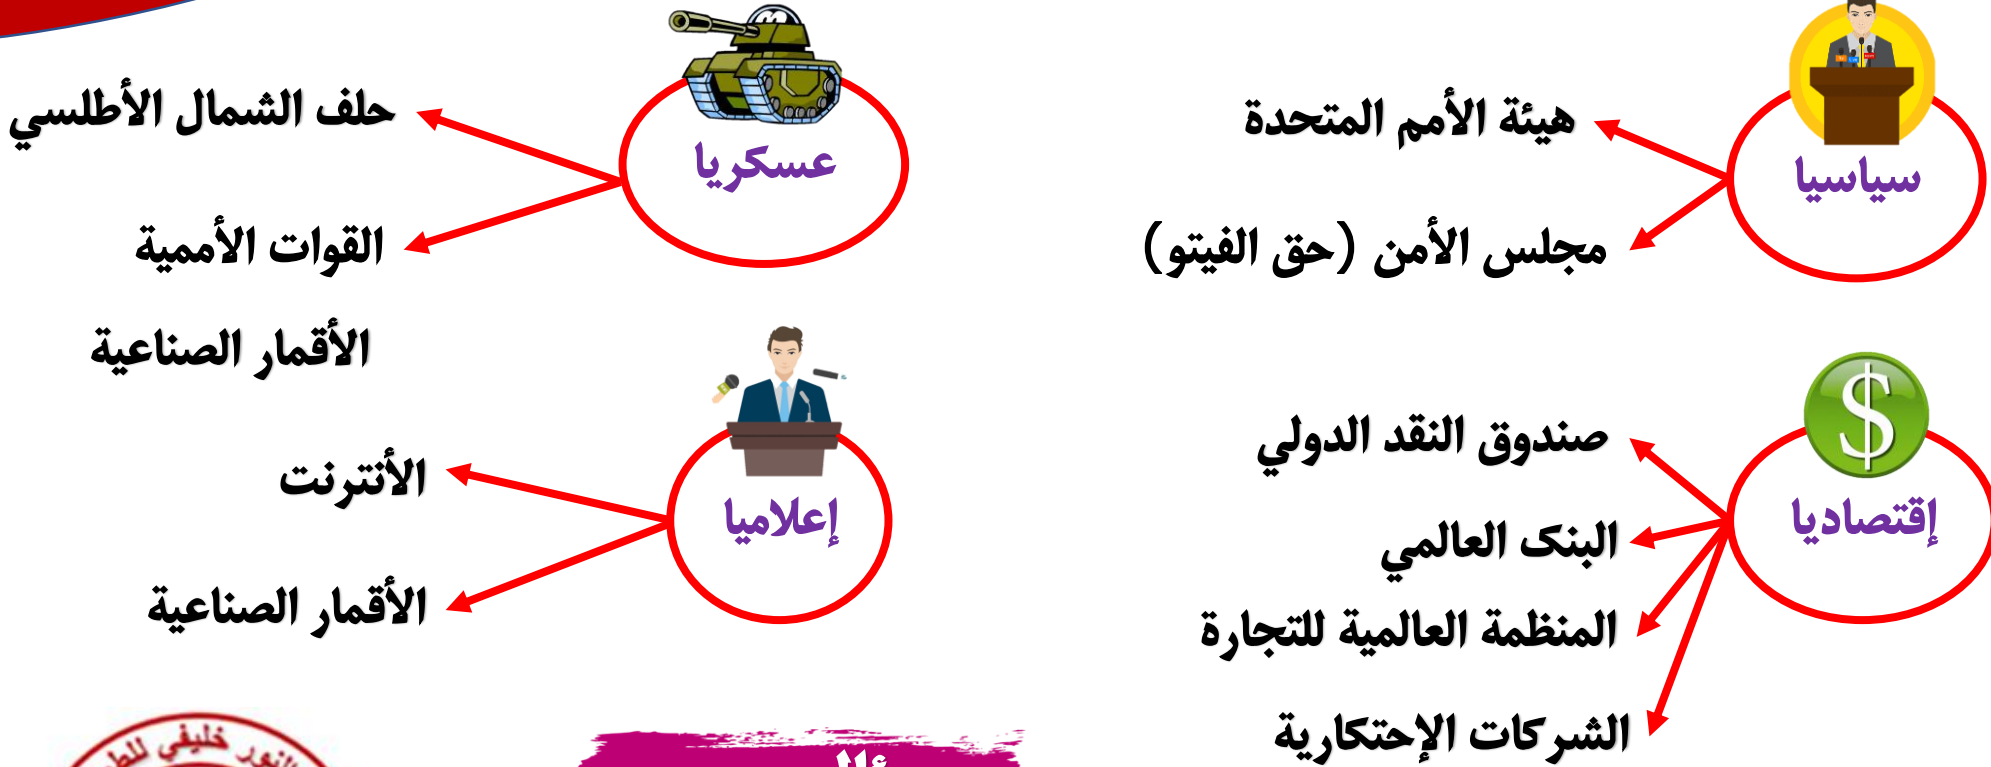 سياسيا
هيئة الأمم المتحدة
مجلس الأمن (حق الفيتو)
إقتصاديا
صندوق النقد الدولي
البنك العالمي
المنظمة العالمية للتجارة
الشركات الإحتكارية
عسكريا
حلف الشمال الأطلسي
القوات الأممية
الأقمار الصناعية
إعلاميا
الأنترنت
الأقمار الصناعية
خليفي